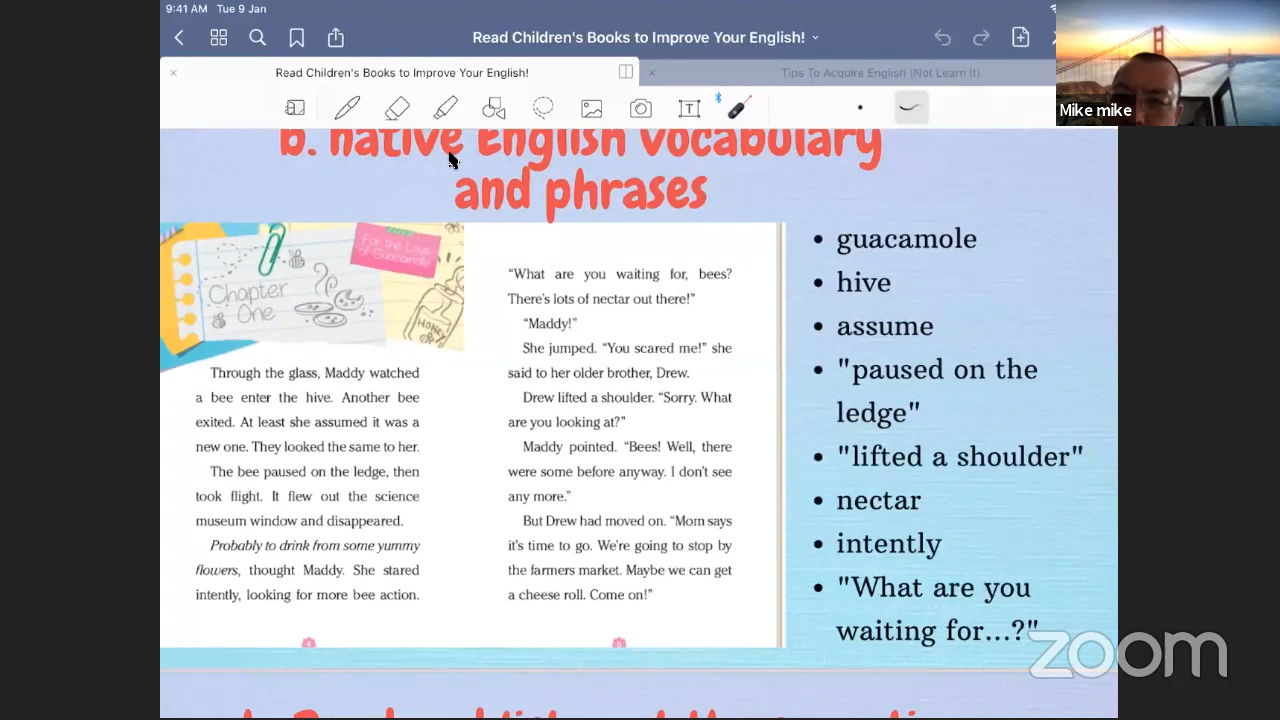 9:41 AM Tue 9 Jan
Read Children's Books to Improve Your English!
Read Children's Books to Improve Your English!
Tips To Acquire English (Not Learn It)
Mike mike
b. native English vocabulary
and phrases
For the Love
of Guacamole
Chapter
One
HONEY
Through the glass, Maddy watched
a bee enter the hive. Another bee
exited. At least she assumed it was a
new one. They looked the same to her.
The bee paused on the ledge, then
took flight. It flew out the science
museum window and disappeared.
Probably to drink from some yummy
flowers, thought Maddy. She stared
intently, looking for more bee action.
"What are you waiting for, bees?
There's lots of nectar out there!"
"Maddy!"
She jumped. "You scared me!" she
said to her older brother, Drew.
Drew lifted a shoulder. "Sorry. What
are you looking at?"
Maddy pointed. "Bees! Well, there
were some before anyway. I don't see
any more."
But Drew had moved on. "Mom says
it's time to go. We're going to stop by
the farmers market. Maybe we can get
a cheese roll. Come on!"
• guacamole
• hive
• assume
• "paused on the
ledge"
• "lifted a shoulder"
• nectar
• intently
• "What are you
waiting for...?"
zoom